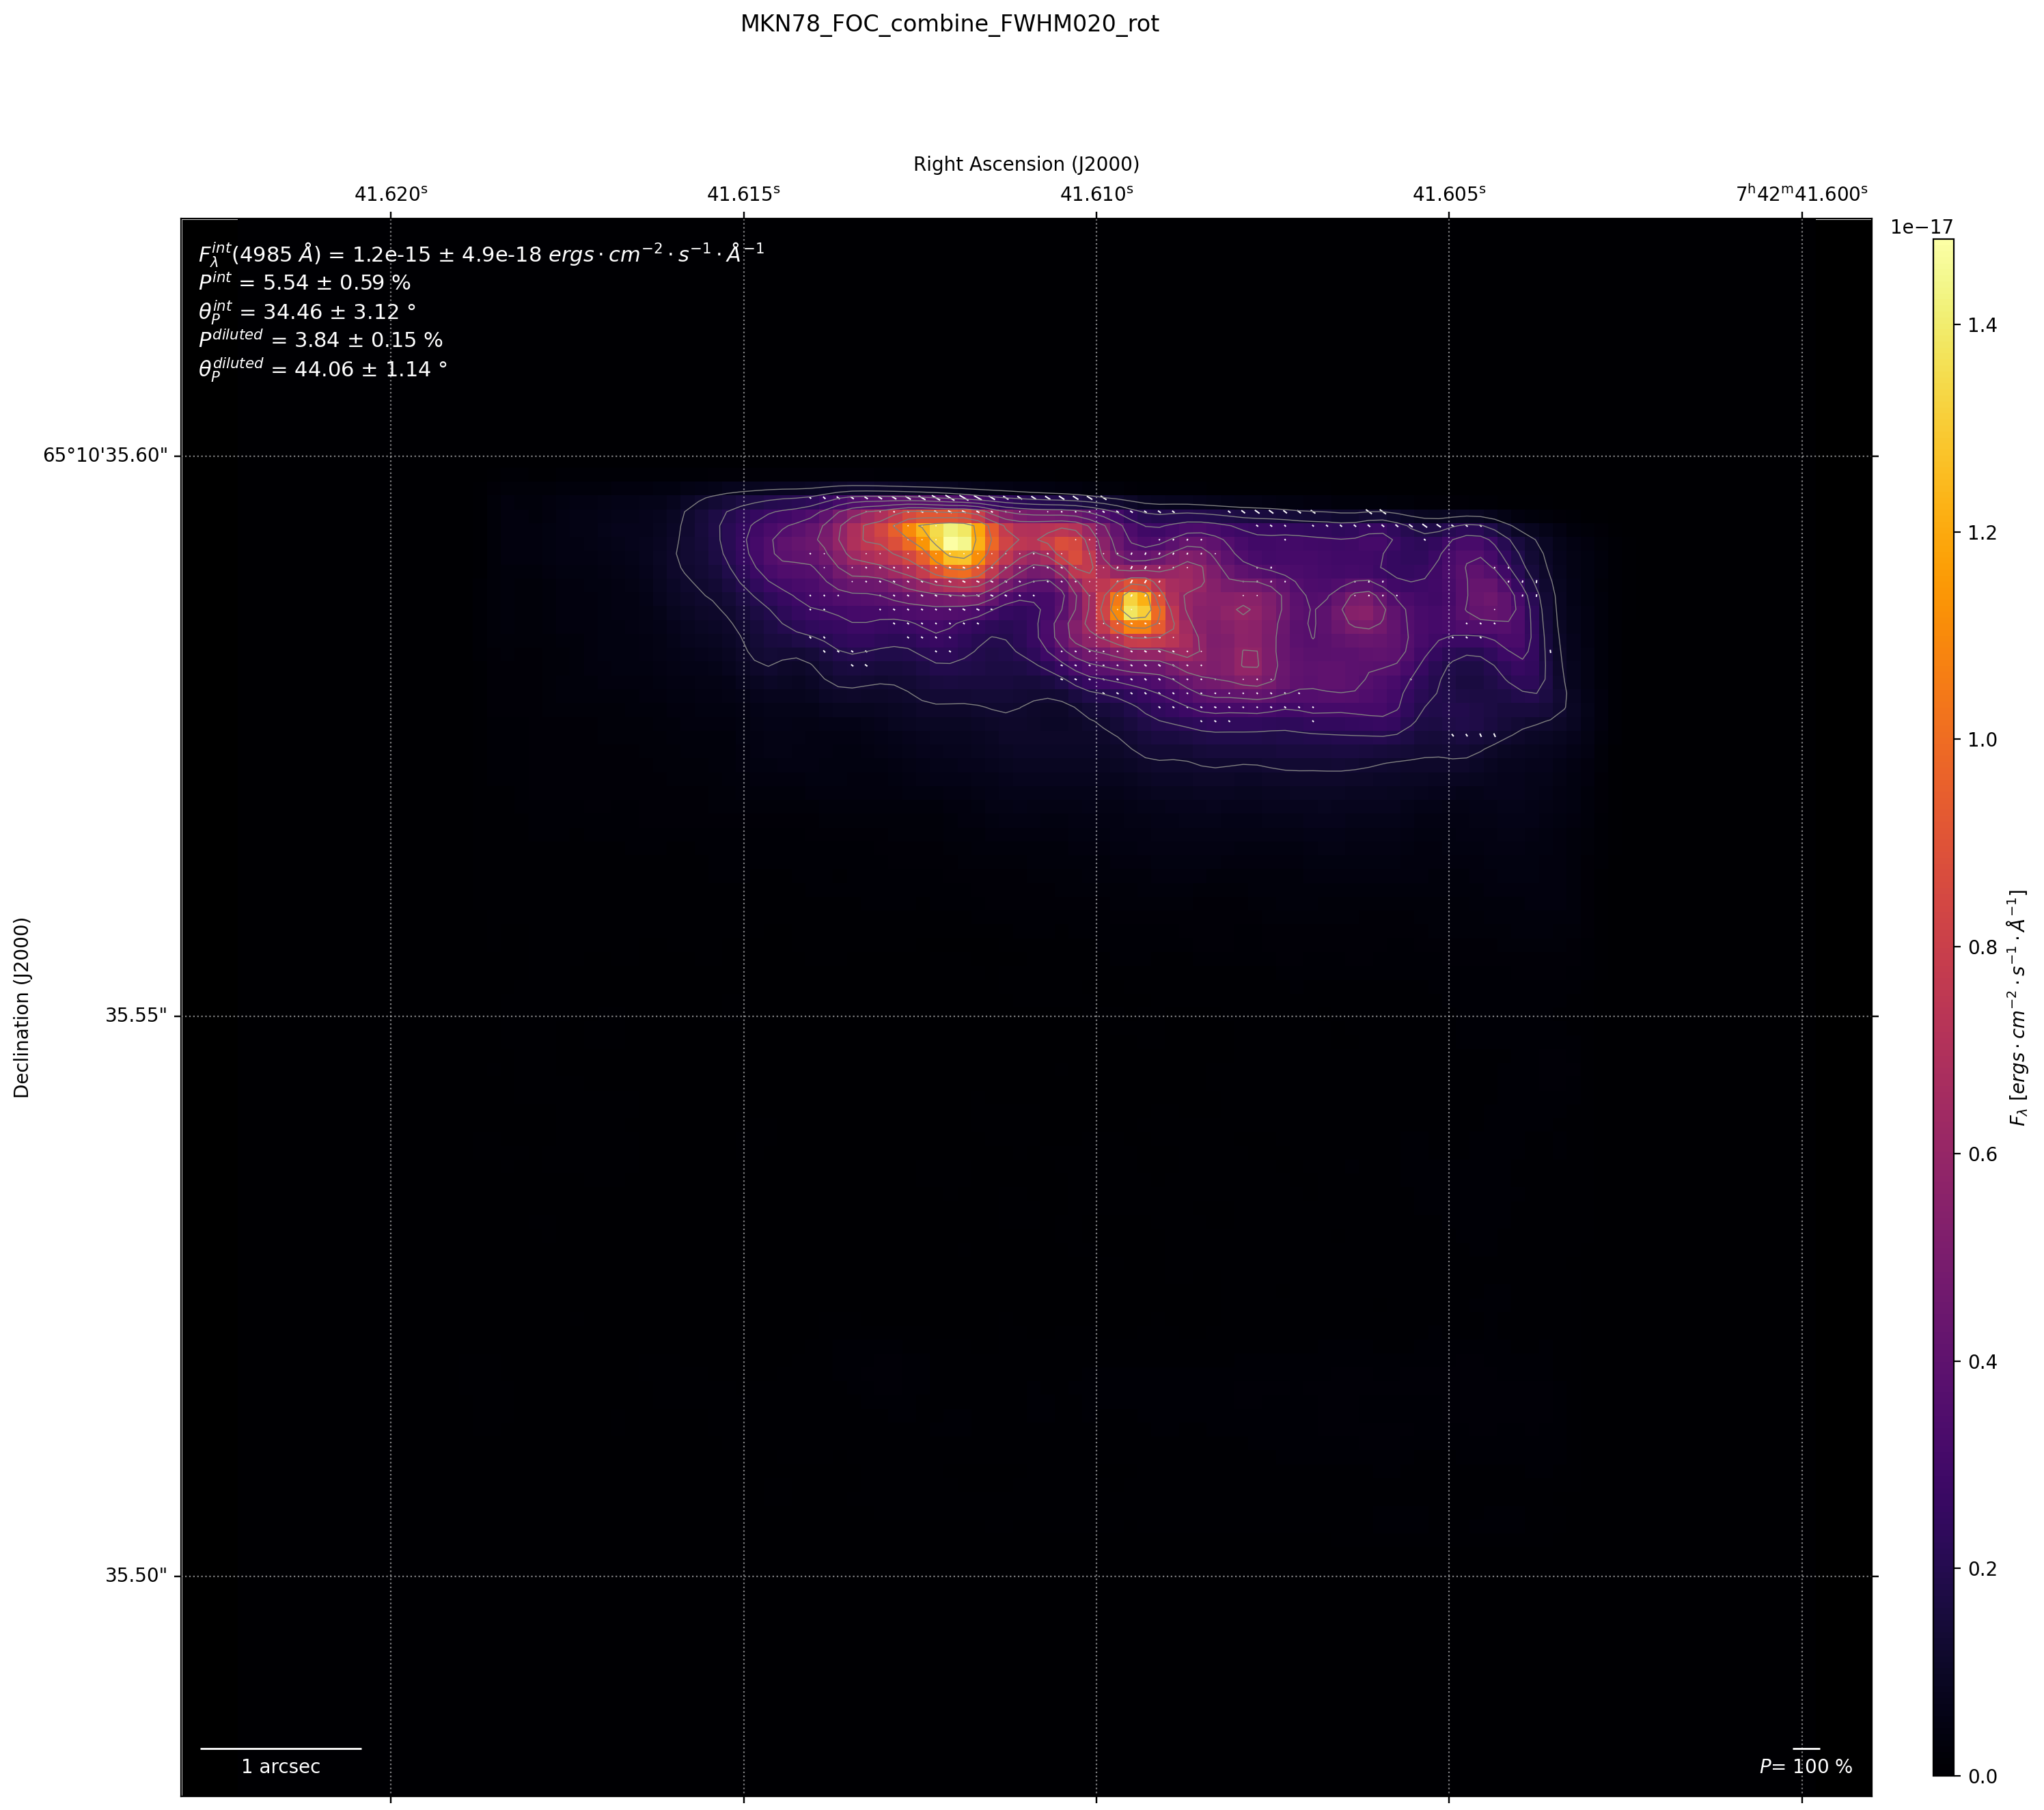 MKN78_FOC_combine_FWHM020_rot
Right Ascension (J2000)
41.620ˢ 41.615ˢ 41.610ˢ 41.605ˢ 7ʰ42ᵐ41.600ˢ
1e−17
F_λ^int(4985 Å) = 1.2e-15 ± 4.9e-18 ergs·cm⁻²·s⁻¹·Å⁻¹
P^int = 5.54 ± 0.59 %
θ_P^int = 34.46 ± 3.12 °
P^diluted = 3.84 ± 0.15 %
θ_P^diluted = 44.06 ± 1.14 °
65°10'35.60"
35.55"
35.50"
Declination (J2000)
1.4
1.2
1.0
0.8
0.6
0.4
0.2
0.0
F_λ [ergs·cm⁻²·s⁻¹·Å⁻¹]
1 arcsec
P= 100 %